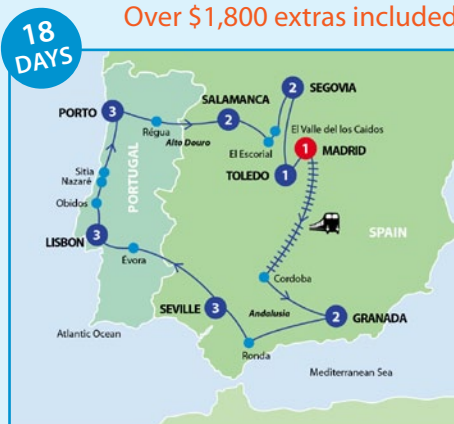 Over $1,800 extras included
18
DAYS
2
SEGOVIA
SALAMANCA
2
PORTO
3
Régua
Alto Douro
El Valle del los Caidos
El Escorial
1
MADRID
TOLEDO
1
PORTUGAL
Sitia
Nazaré
Obidos
SPAIN
LISBON
3
Évora
Cordoba
SEVILLE
3
Andalusia
2
GRANADA
Atlantic Ocean
Ronda
Mediterranean Sea